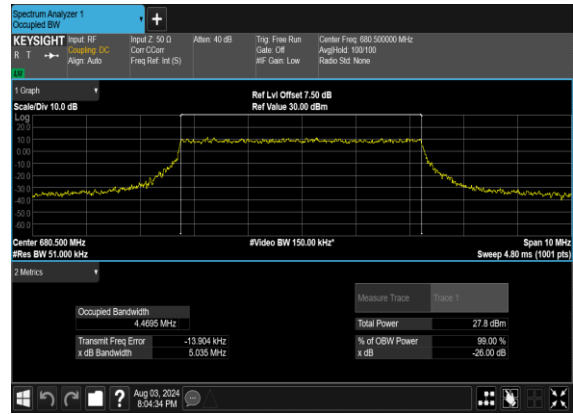 Spectrum Analyzer 1
Occupied BW
+
KEYSIGHT
R T
LXI
Input: RF
Coupling: DC
Align: Auto
Input Z: 50 Ω
Corr CCorr
Freq Ref: Int (S)
Atten: 40 dB
Trig: Free Run
Gate: Off
#IF Gain: Low
Center Freq: 680.500000 MHz
Avg|Hold: 100/100
Radio Std: None
1 Graph
Scale/Div 10.0 dB
Ref Lvl Offset 7.50 dB
Ref Value 30.00 dBm
Log
20.0
10.0
0.00
-10.0
-20.0
-30.0
-40.0
-50.0
-60.0
Center 680.500 MHz
#Res BW 51.000 kHz
#Video BW 150.00 kHz*
Span 10 MHz
Sweep 4.80 ms (1001 pts)
2 Metrics
Measure Trace
Trace 1
Occupied Bandwidth
4.4695 MHz
Total Power
27.8 dBm
Transmit Freq Error
-13.904 kHz
% of OBW Power
99.00 %
x dB Bandwidth
5.035 MHz
x dB
-26.00 dB
?
Aug 03, 2024
8:04:34 PM